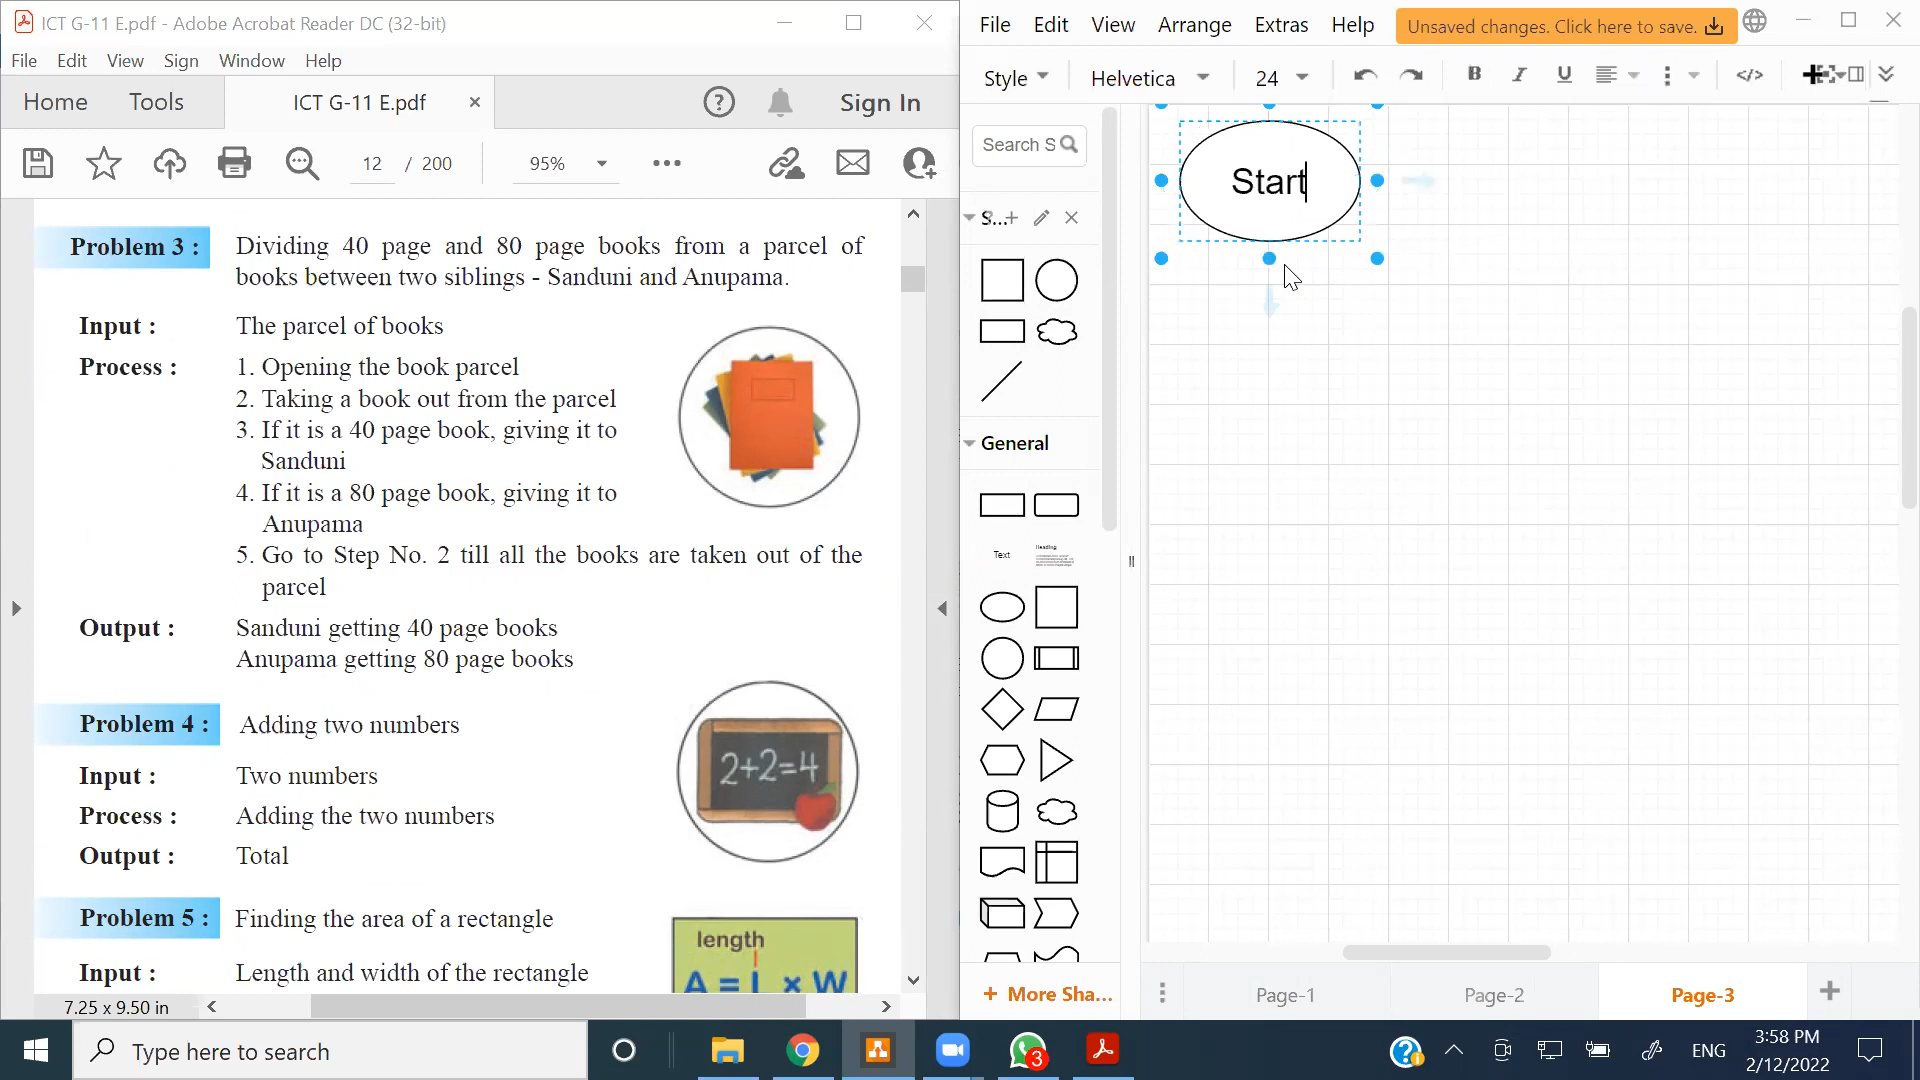 ICT G-11 E.pdf - Adobe Acrobat Reader DC (32-bit)
File Edit View Sign Window Help
Home Tools ICT G-11 E.pdf × Sign In
12 / 200 95%
Problem 3 : Dividing 40 page and 80 page books from a parcel of
books between two siblings - Sanduni and Anupama.
Input : The parcel of books
Process : 1. Opening the book parcel
2. Taking a book out from the parcel
3. If it is a 40 page book, giving it to
Sanduni
4. If it is a 80 page book, giving it to
Anupama
5. Go to Step No. 2 till all the books are taken out of the
parcel
Output : Sanduni getting 40 page books
Anupama getting 80 page books
Problem 4 : Adding two numbers
2+2=4
Input : Two numbers
Process : Adding the two numbers
Output : Total
Problem 5 : Finding the area of a rectangle
length
Input : Length and width of the rectangle
A = L × W
7.25 x 9.50 in
File Edit View Arrange Extras Help Unsaved changes. Click here to save.
Style Helvetica 24 B I U </>
Search S
S...
General
Text
Heading
More Sha...
Start
Page-1 Page-2 Page-3
Type here to search
3
ENG
3:58 PM
2/12/2022